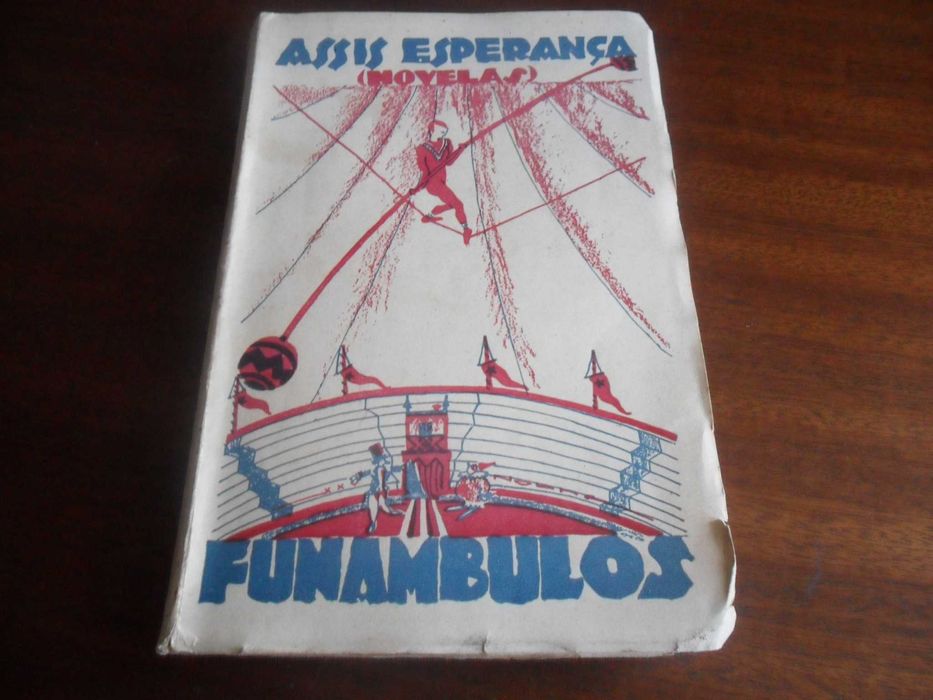 ASSIS ESPERANÇA
(NOVELAS)
FUNAMBULOS